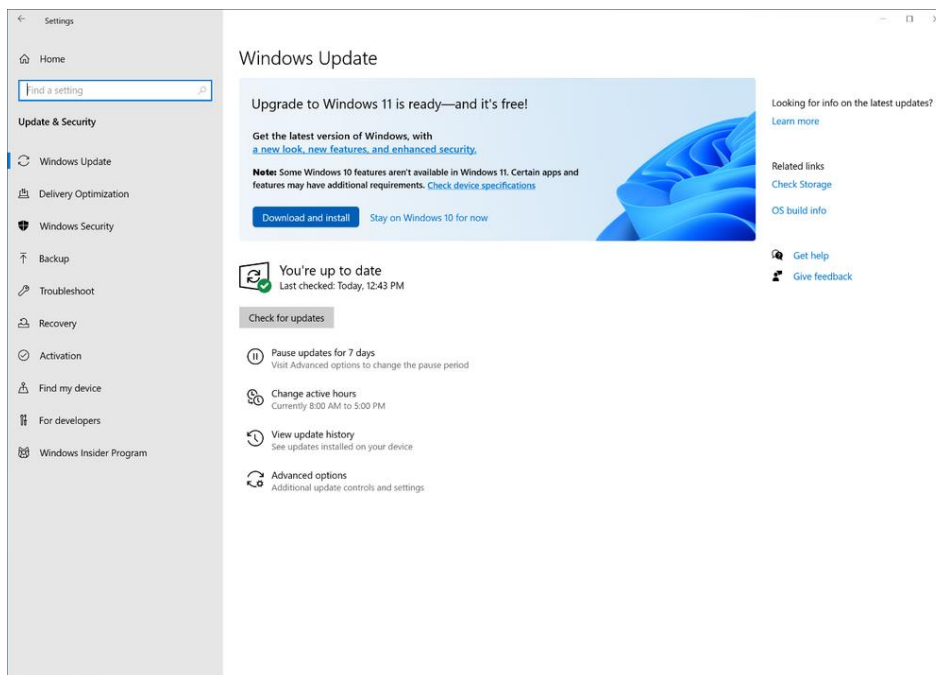 Settings
Home
Find a setting
Update & Security
Windows Update
Delivery Optimization
Windows Security
Backup
Troubleshoot
Recovery
Activation
Find my device
For developers
Windows Insider Program
Windows Update
Upgrade to Windows 11 is ready—and it's free!
Get the latest version of Windows, with
a new look, new features, and enhanced security.
Note: Some Windows 10 features aren't available in Windows 11. Certain apps and
features may have additional requirements. Check device specifications
Download and install
Stay on Windows 10 for now
You're up to date
Last checked: Today, 12:43 PM
Check for updates
Pause updates for 7 days
Visit Advanced options to change the pause period
Change active hours
Currently 8:00 AM to 5:00 PM
View update history
See updates installed on your device
Advanced options
Additional update controls and settings
Looking for info on the latest updates?
Learn more
Related links
Check Storage
OS build info
Get help
Give feedback